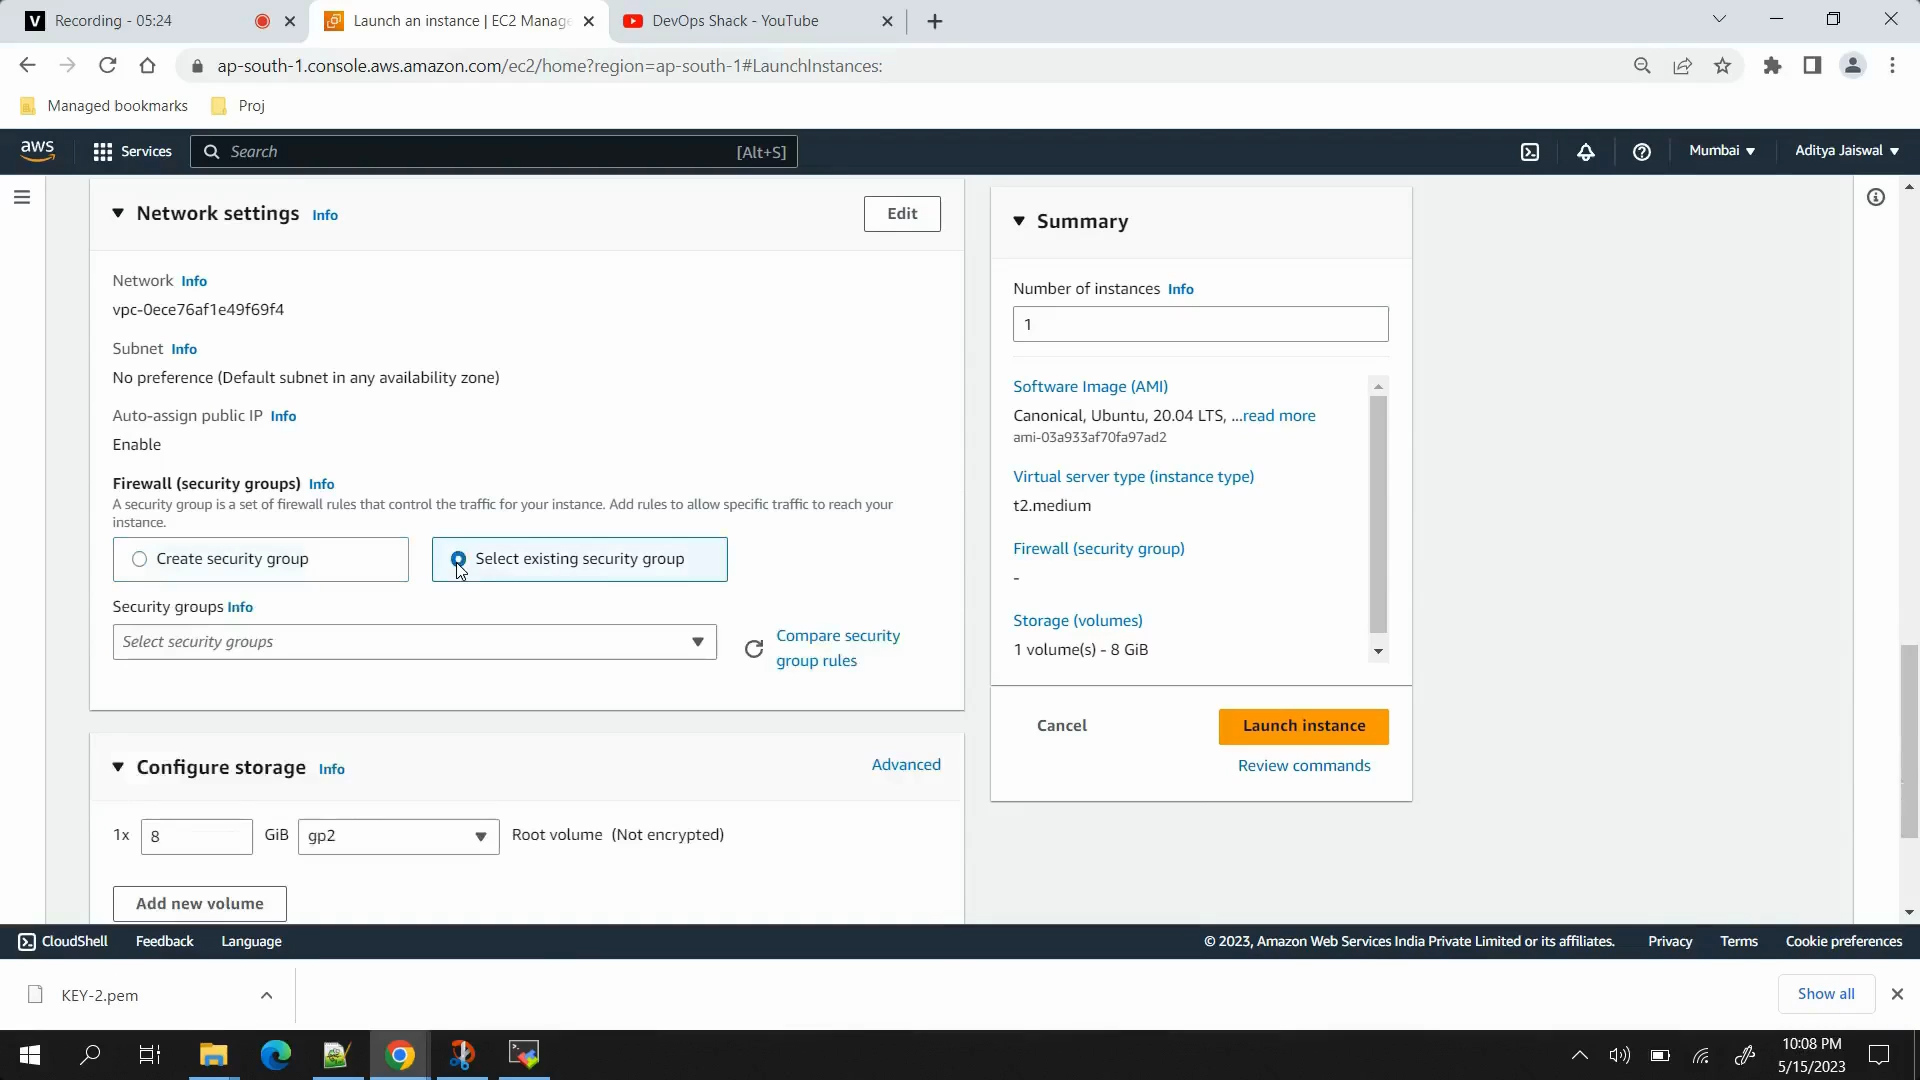 Recording - 05:24
Launch an instance | EC2 Manage
DevOps Shack - YouTube
ap-south-1.console.aws.amazon.com/ec2/home?region=ap-south-1#LaunchInstances:
Managed bookmarks
Proj
aws
Services
Search
[Alt+S]
Mumbai
Aditya Jaiswal
Network settings Info
Edit
Network Info
vpc-0ece76af1e49f69f4
Subnet Info
No preference (Default subnet in any availability zone)
Auto-assign public IP Info
Enable
Firewall (security groups) Info
A security group is a set of firewall rules that control the traffic for your instance. Add rules to allow specific traffic to reach your
instance.
Create security group
Select existing security group
Security groups Info
Select security groups
Compare security
group rules
Configure storage Info
Advanced
1x
8
GiB
gp2
Root volume (Not encrypted)
Add new volume
Summary
Number of instances Info
1
Software Image (AMI)
Canonical, Ubuntu, 20.04 LTS, ...read more
ami-03a933af70fa97ad2
Virtual server type (instance type)
t2.medium
Firewall (security group)
-
Storage (volumes)
1 volume(s) - 8 GiB
Cancel
Launch instance
Review commands
CloudShell
Feedback
Language
© 2023, Amazon Web Services India Private Limited or its affiliates.
Privacy
Terms
Cookie preferences
KEY-2.pem
Show all
10:08 PM
5/15/2023